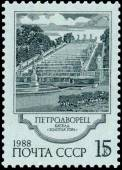 ПЕТРОДВОРЕЦ
КАСКАД
„ЗОЛОТАЯ ГОРА“
1988
15 К
ПОЧТА СССР